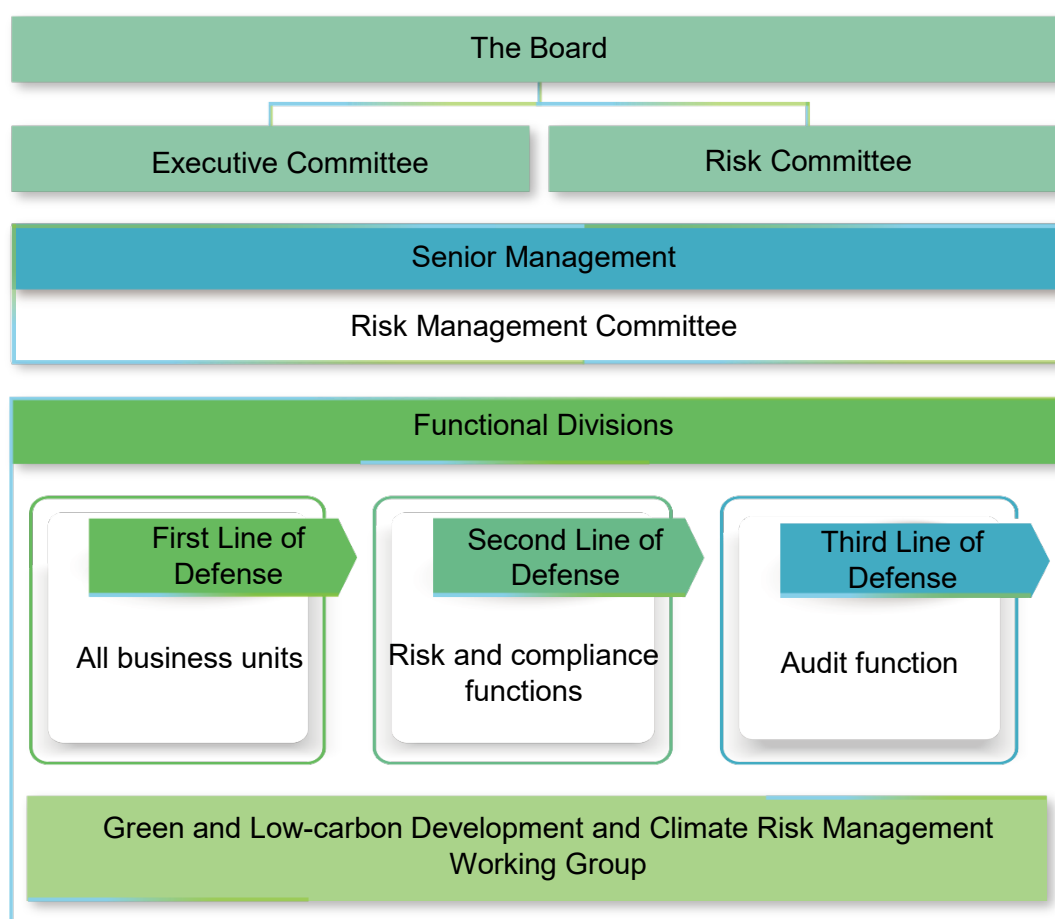 The Board
Executive Committee
Risk Committee
Senior Management
Risk Management Committee
Functional Divisions
First Line of
Defense
All business units
Second Line of
Defense
Risk and compliance
functions
Third Line of
Defense
Audit function
Green and Low-carbon Development and Climate Risk Management
Working Group